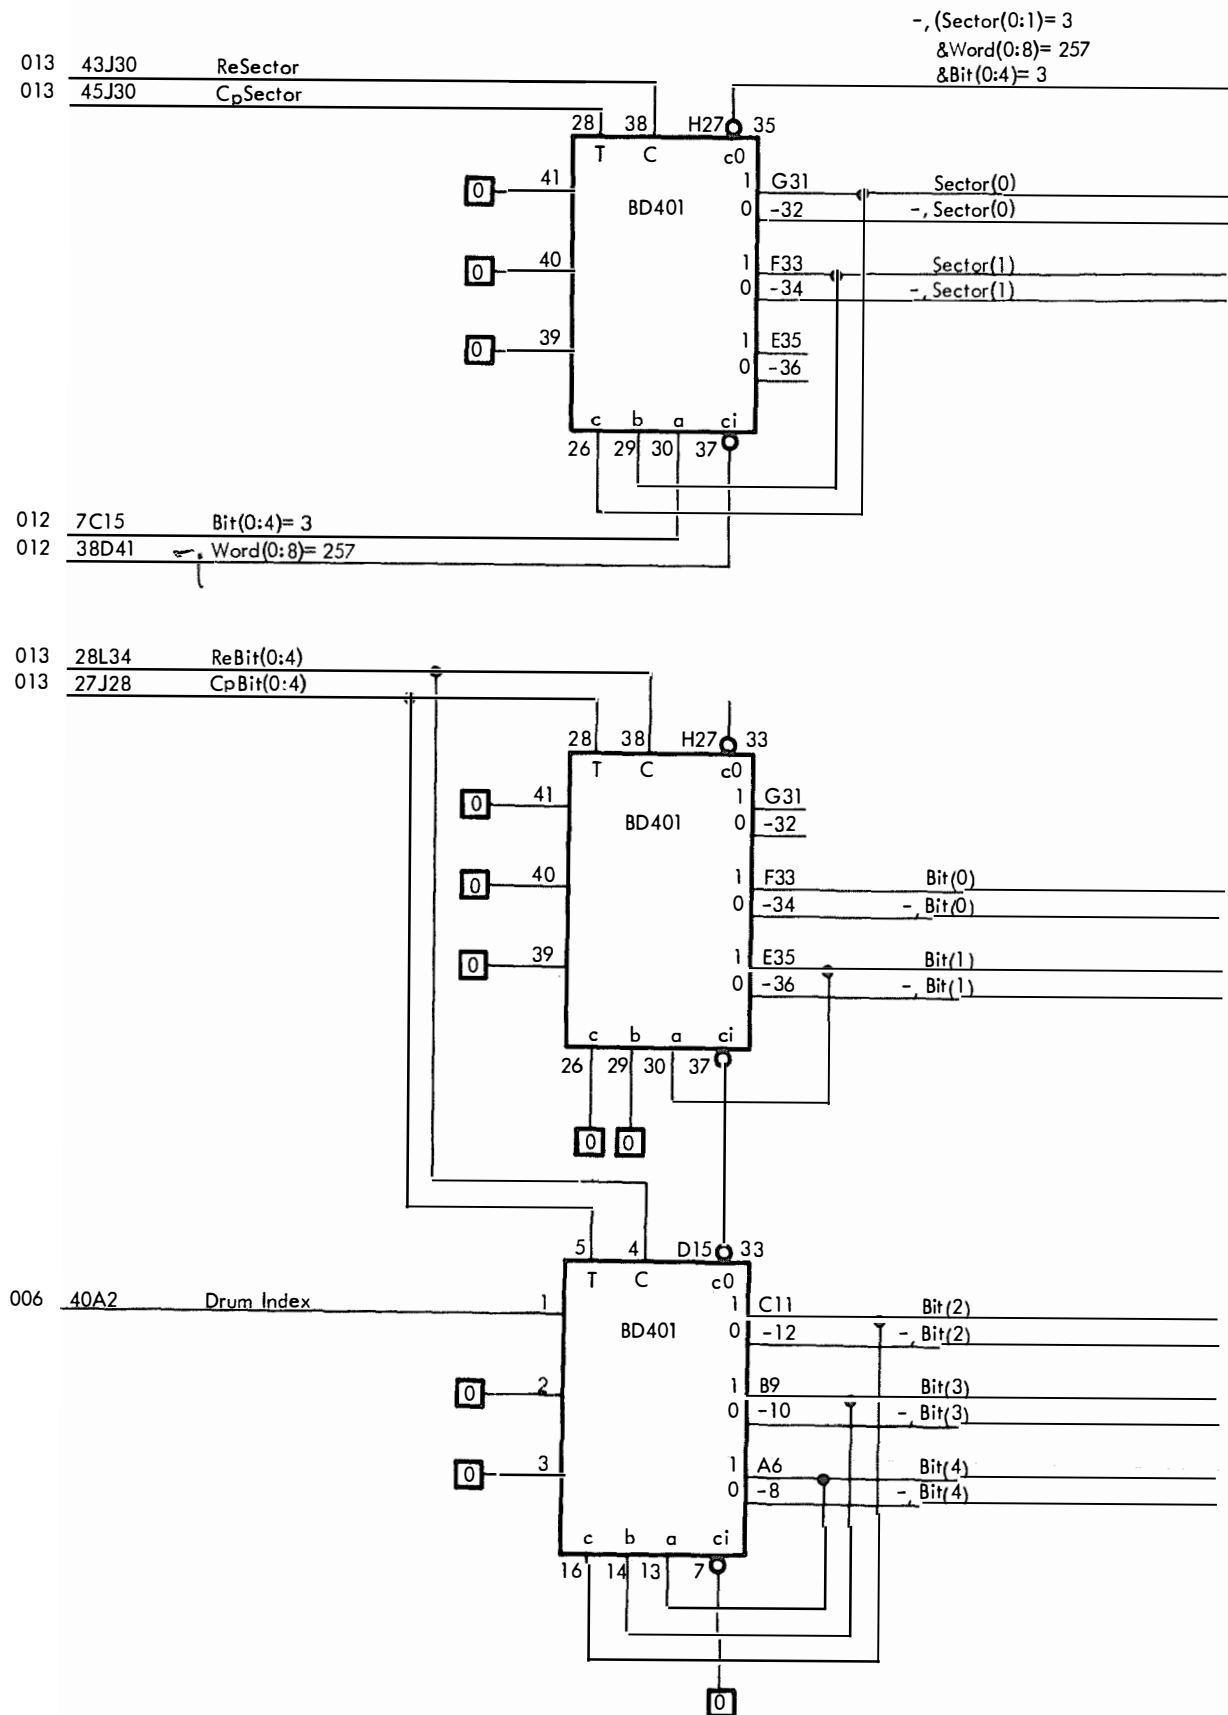 -, (Sector(0:1)= 3
&Word(0:8)= 257
&Bit(0:4)= 3
013 43J30 ReSector
013 45J30 CpSector
28 38 H27 35
T C c0
41 0 1 G31 Sector(0)
BD401 0 -32 -, Sector(0)
40 0 1 F33 Sector(1)
0 -34 -, Sector(1)
39 0 1 E35
0 -36
c b a ci
26 29 30 37
012 7C15 Bit(0:4)= 3
012 38D41 -, Word(0:8)= 257
013 28L34 ReBit(0:4)
013 27J28 CpBit(0:4)
28 38 H27 33
T C c0
0 41 1 G31
BD401 0 -32
0 40 1 F33 Bit(0)
0 -34 -, Bit(0)
0 39 1 E35 Bit(1)
0 -36 -, Bit(1)
c b a ci
26 29 30 37
0 0
5 4 D15 33
T C c0
006 40A2 Drum Index 1 1 C11 Bit(2)
BD401 0 -12 -, Bit(2)
0 2 1 B9 Bit(3)
0 -10 -, Bit(3)
0 3 1 A6 Bit(4)
0 -8 -, Bit(4)
c b a ci
16 14 13 7
0